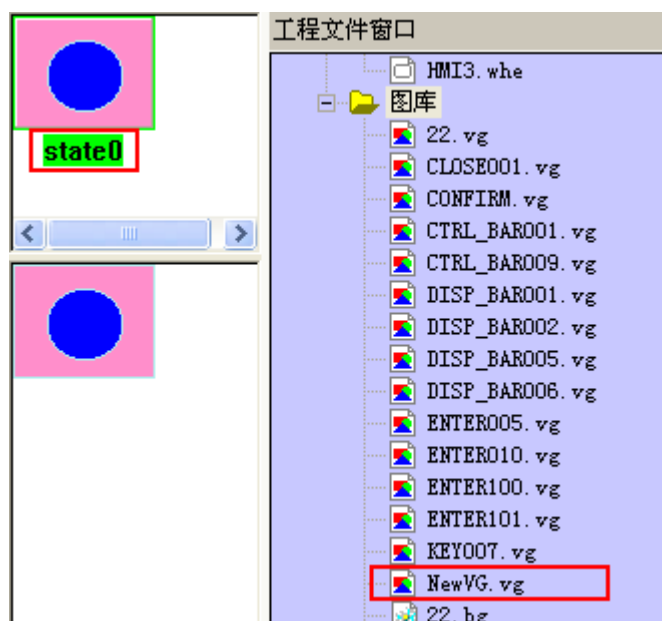 state0
工程文件窗口
HMI3.whe
图库
22.vg
CLOSE001.vg
CONFIRM.vg
CTRL_BAR001.vg
CTRL_BAR009.vg
DISP_BAR001.vg
DISP_BAR002.vg
DISP_BAR005.vg
DISP_BAR006.vg
ENTER005.vg
ENTER010.vg
ENTER100.vg
ENTER101.vg
KEY007.vg
NewVG.vg
22.bg